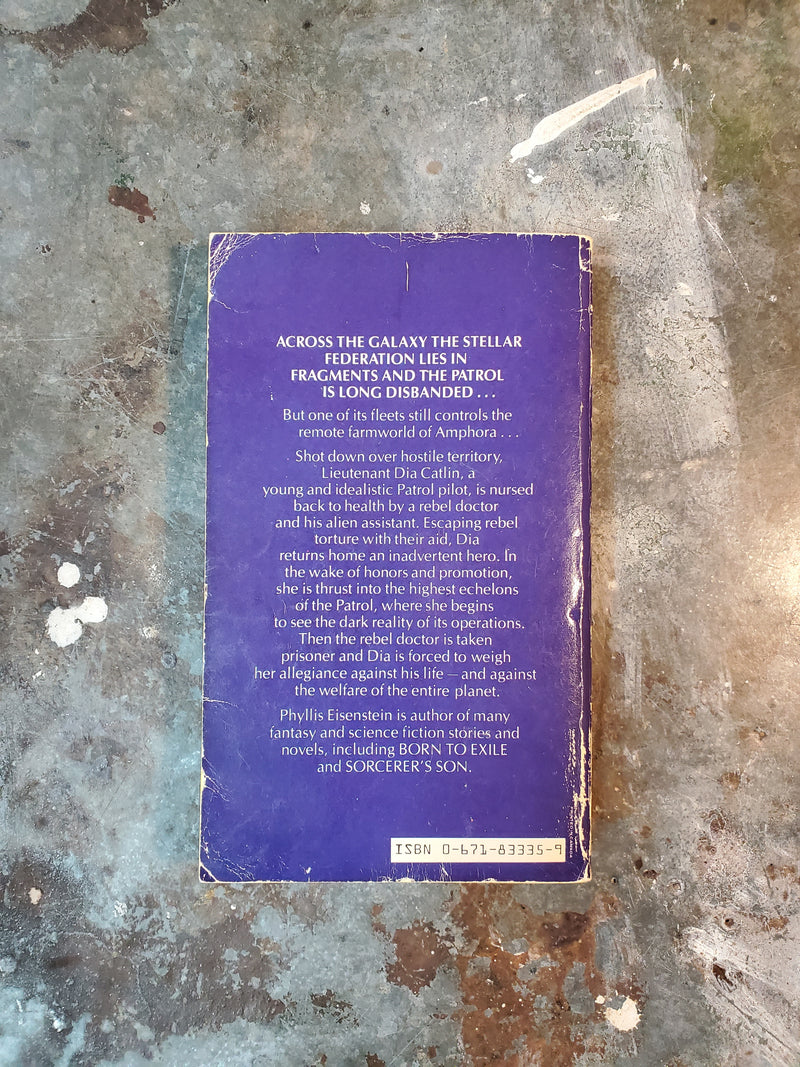 ACROSS THE GALAXY THE STELLAR
FEDERATION LIES IN
FRAGMENTS AND THE PATROL
IS LONG DISBANDED . . .
But one of its fleets still controls the
remote farmworld of Amphora . . .
Shot down over hostile territory,
Lieutenant Dia Catlin, a
young and idealistic Patrol pilot, is nursed
back to health by a rebel doctor
and his alien assistant. Escaping rebel
torture with their aid, Dia
returns home an inadvertent hero. In
the wake of honors and promotion,
she is thrust into the highest echelons
of the Patrol, where she begins
to see the dark reality of its operations.
Then the rebel doctor is taken
prisoner and Dia is forced to weigh
her allegiance against his life — and against
the welfare of the entire planet.
Phyllis Eisenstein is author of many
fantasy and science fiction stories and
novels, including BORN TO EXILE
and SORCERER'S SON.
ISBN 0-671-83335-9
PRINTED IN CANADA